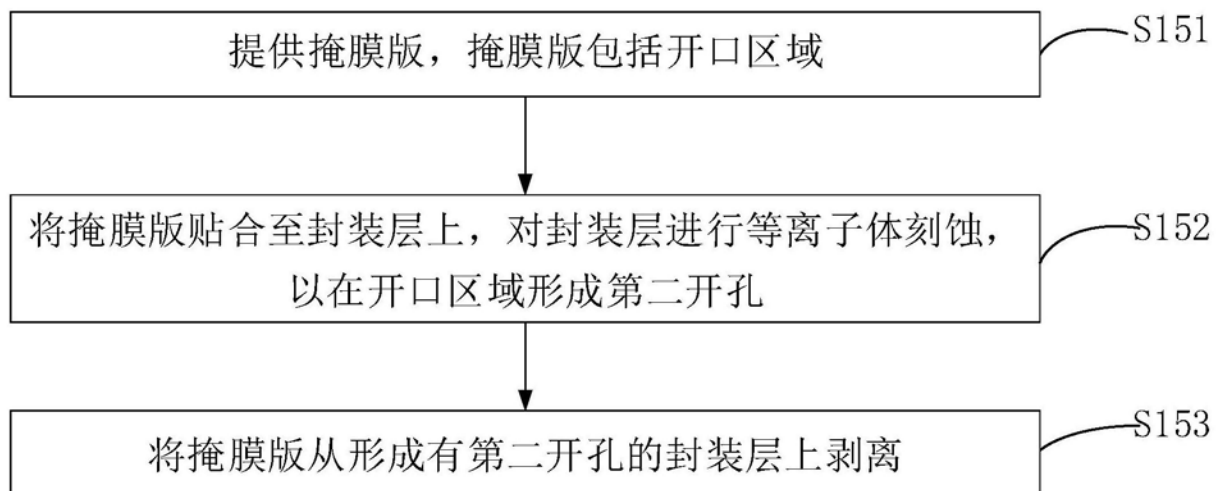 提供掩膜版，掩膜版包括开口区域
S151
将掩膜版贴合至封装层上，对封装层进行等离子体刻蚀，
以在开口区域形成第二开孔
S152
将掩膜版从形成有第二开孔的封装层上剥离
S153